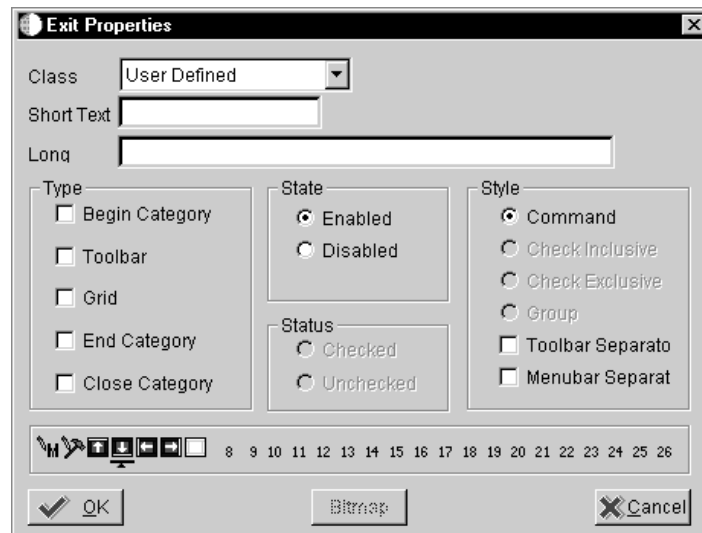 Exit Properties
Class User Defined
Short Text
Long
Type
Begin Category
Toolbar
Grid
End Category
Close Category
State
Enabled
Disabled
Status
Checked
Unchecked
Style
Command
Check Inclusive
Check Exclusive
Group
Toolbar Separato
Menubar Separat
M 8 9 10 11 12 13 14 15 16 17 18 19 20 21 22 23 24 25 26
OK Bitmap Cancel